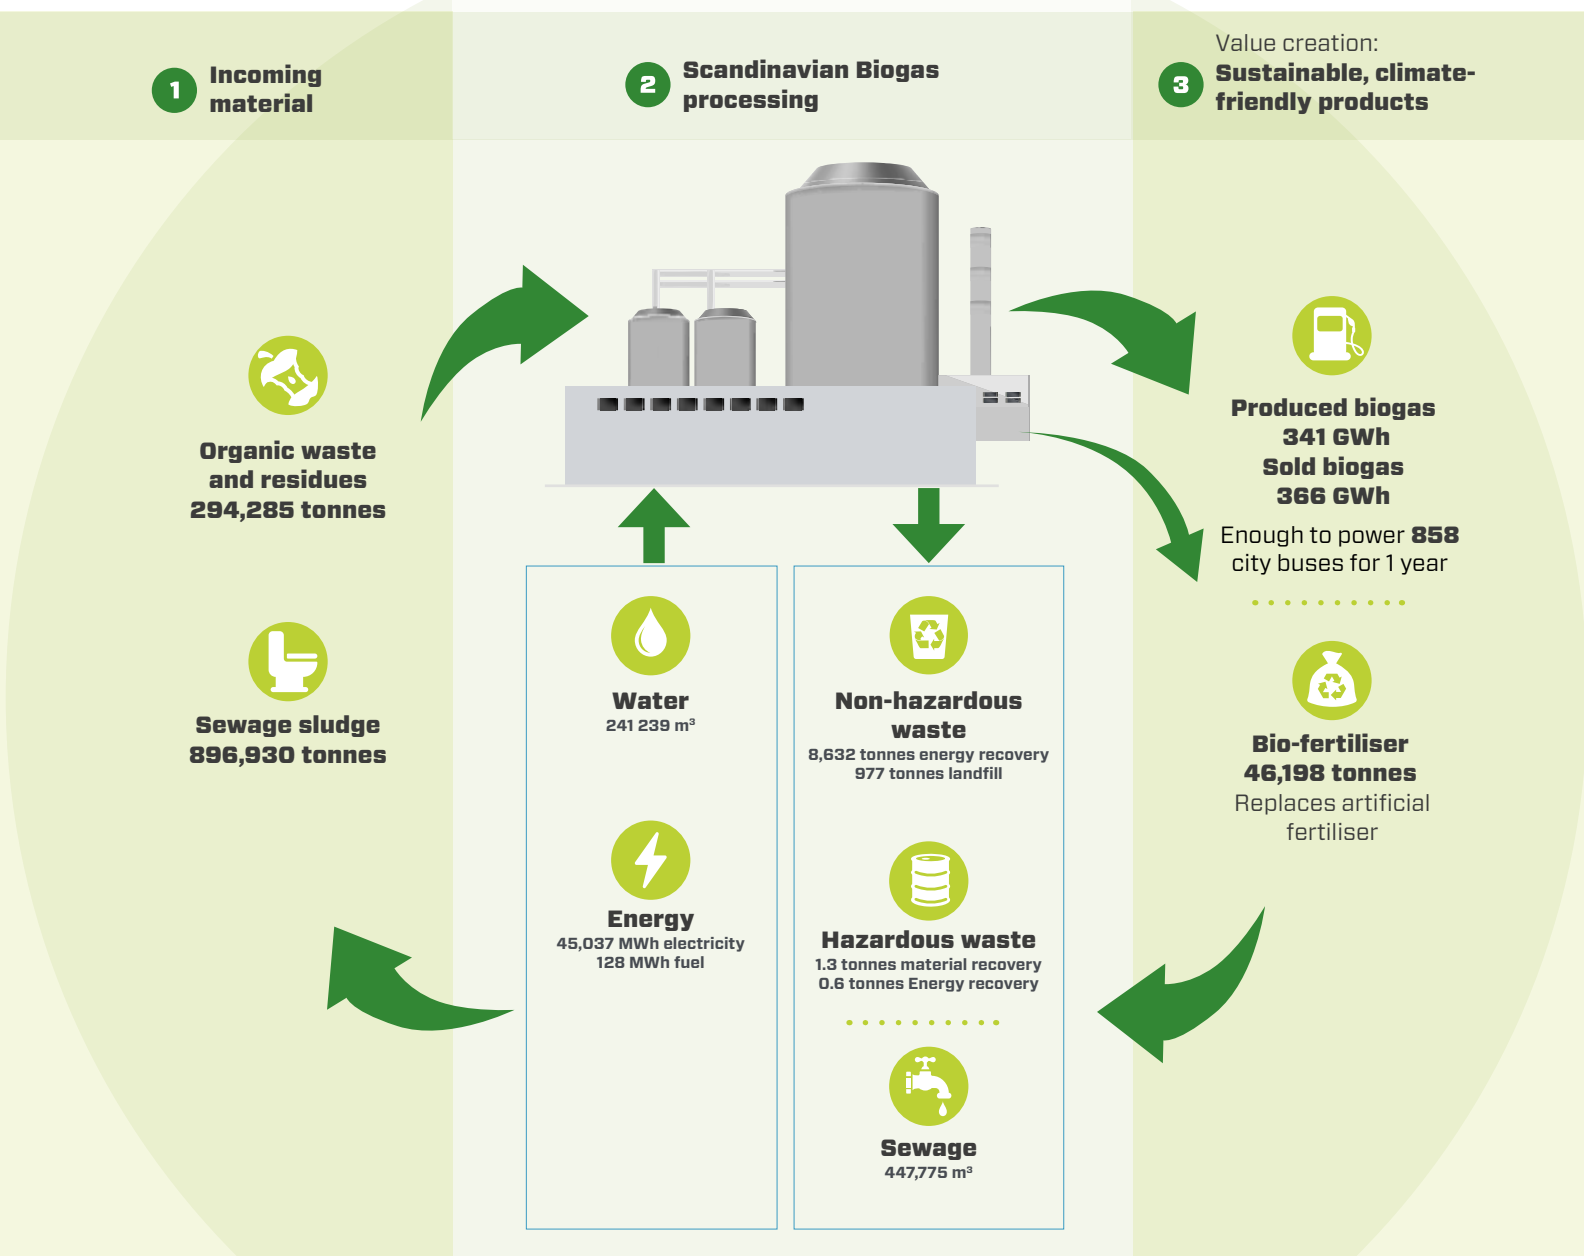 1
Incoming
material
2
Scandinavian Biogas
processing
3
Value creation:
Sustainable, climate-
friendly products
Organic waste
and residues
294,285 tonnes
Sewage sludge
896,930 tonnes
Water
241 239 m³
Energy
45,037 MWh electricity
128 MWh fuel
Non-hazardous
waste
8,632 tonnes energy recovery
977 tonnes landfill
Hazardous waste
1.3 tonnes material recovery
0.6 tonnes Energy recovery
Sewage
447,775 m³
Produced biogas
341 GWh
Sold biogas
366 GWh
Enough to power 858
city buses for 1 year
Bio-fertiliser
46,198 tonnes
Replaces artificial
fertiliser